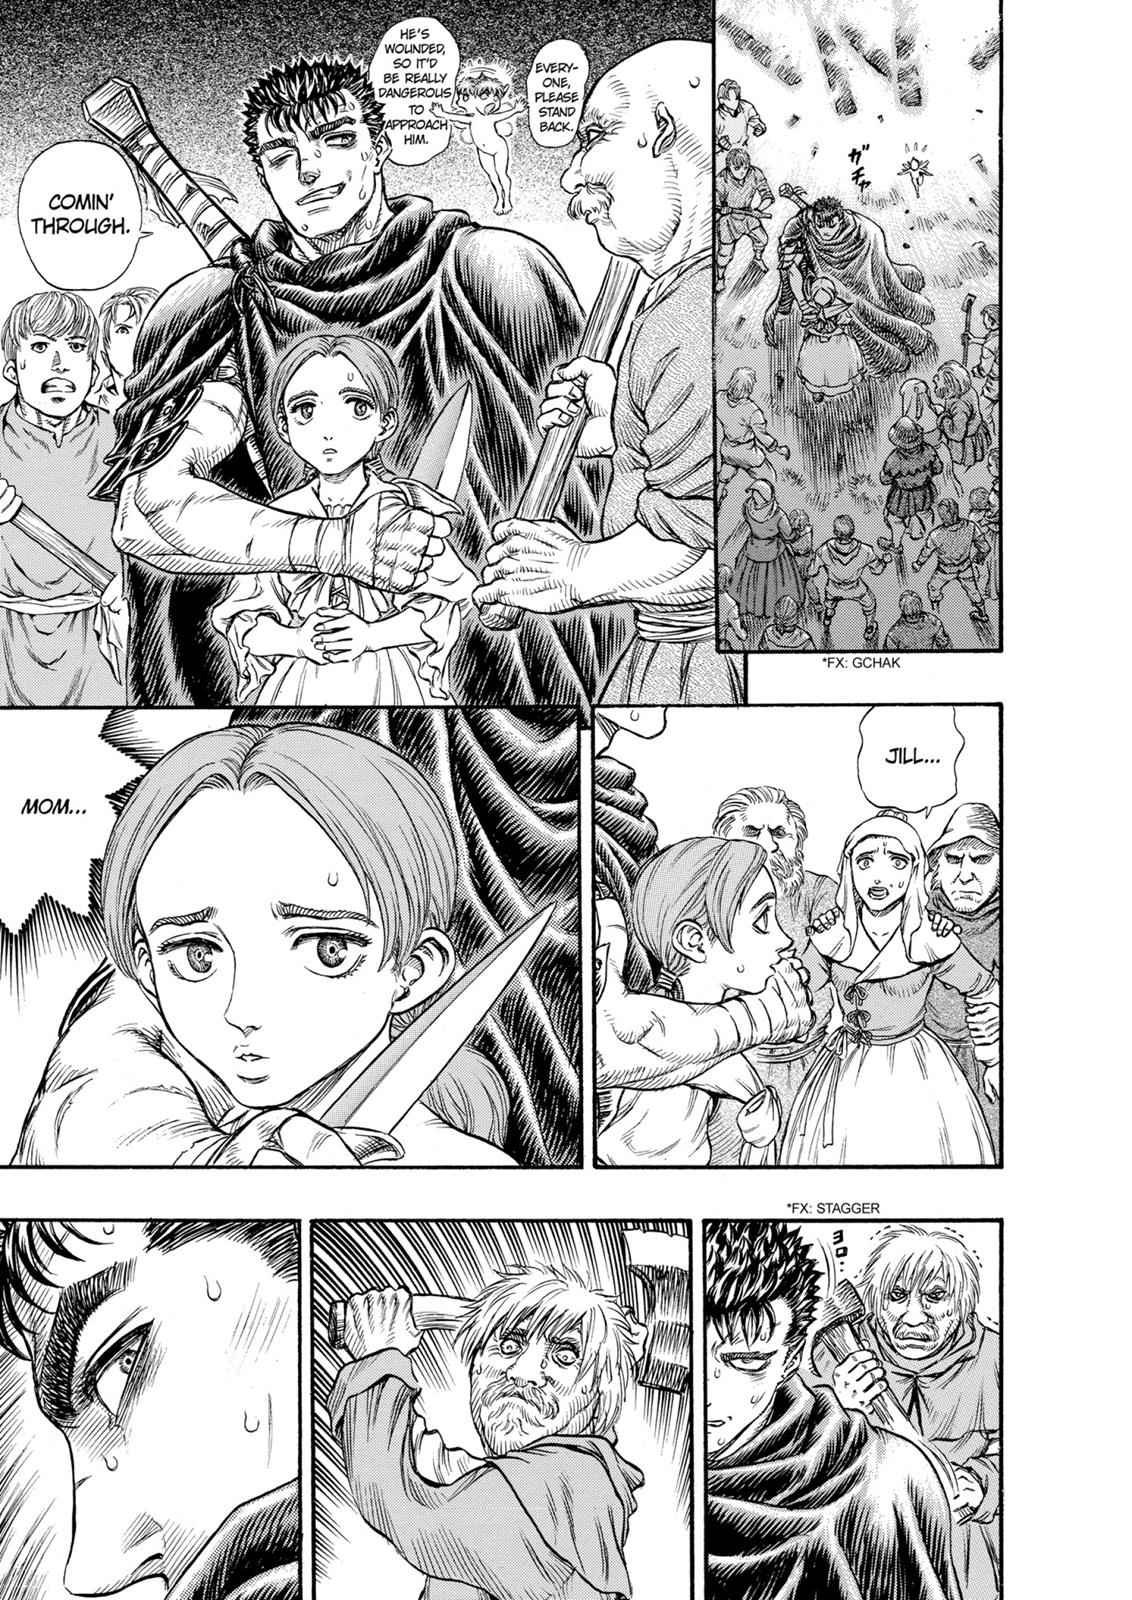 ガチャ
*FX: GCHAK
EVERY-
ONE,
PLEASE
STAND
BACK.
HE'S
WOUNDED,
SO IT'D
BE REALLY
DANGEROUS
TO
APPROACH
HIM.
COMIN'
THROUGH.
JILL...
MOM...
*FX: STAGGER
ヨロ...